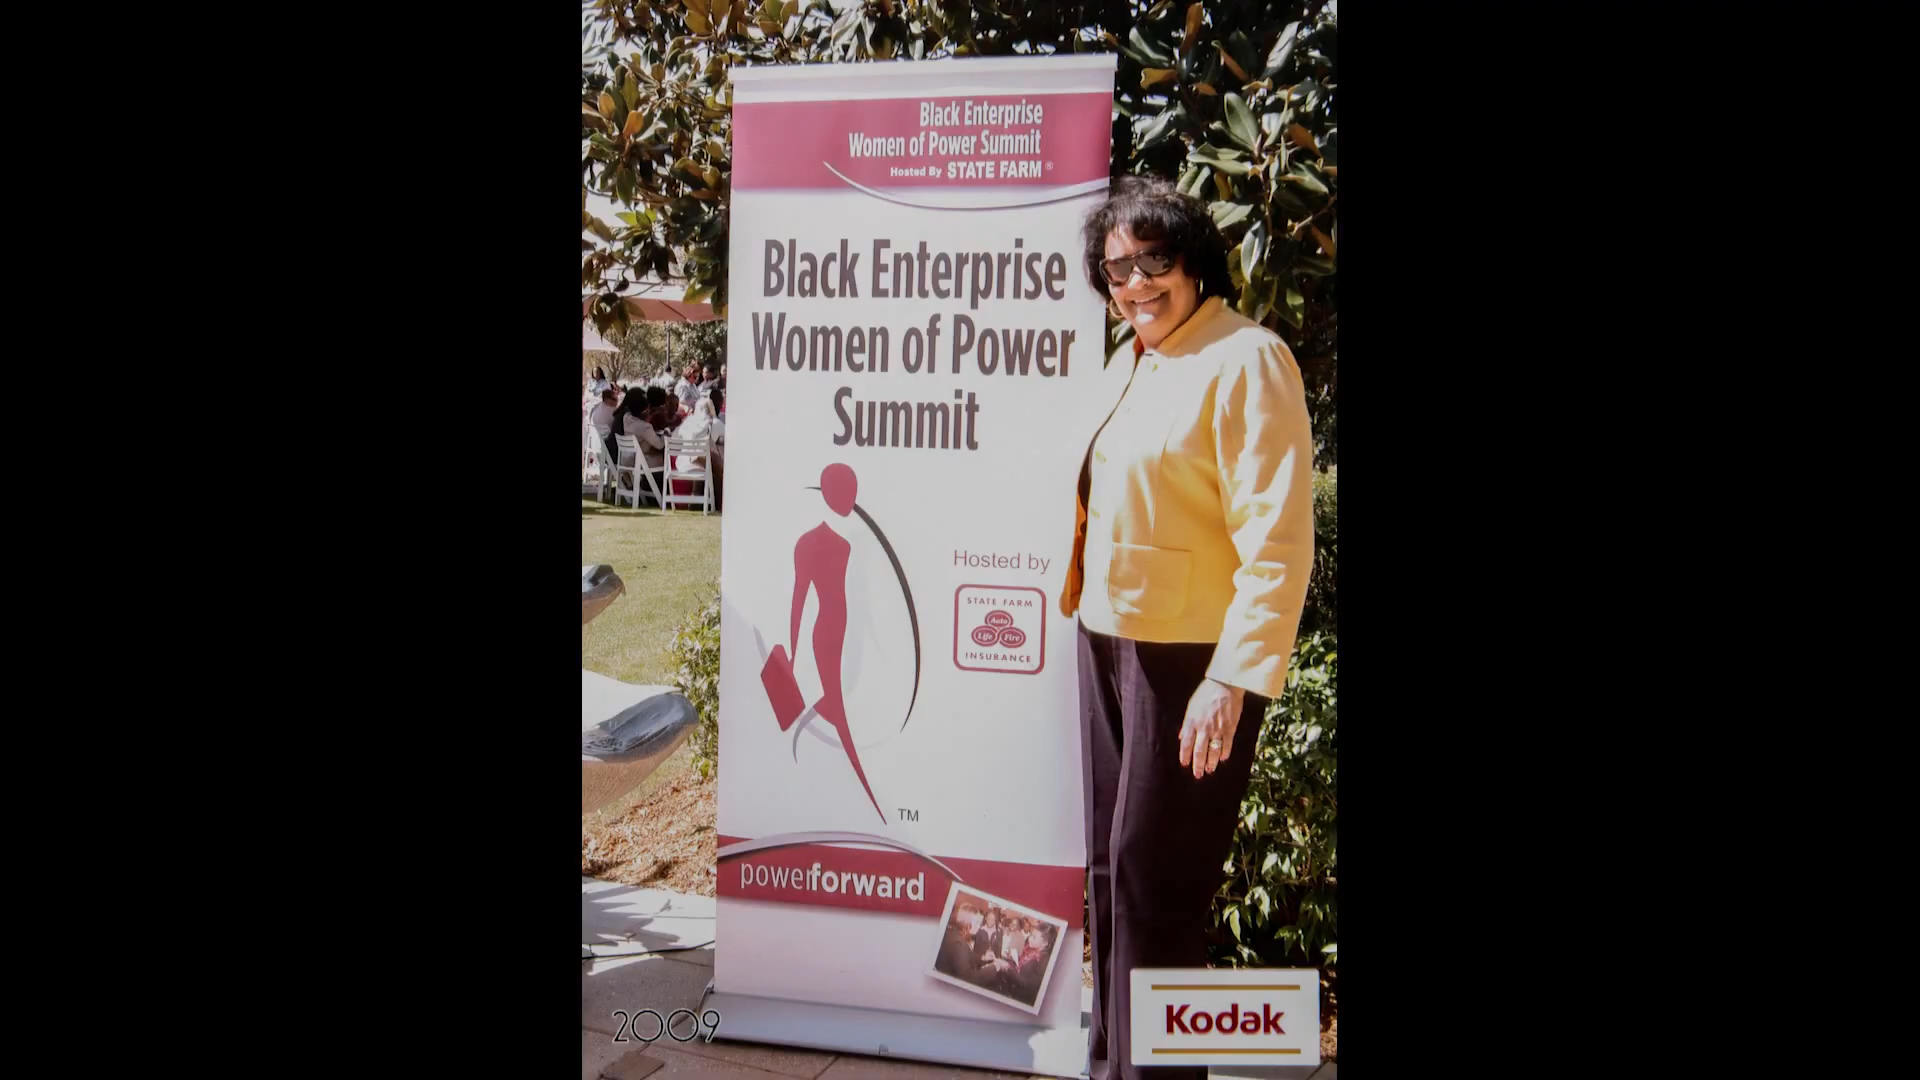 Black Enterprise
Women of Power Summit
Hosted By STATE FARM®
Black Enterprise
Women of Power
Summit
Hosted by
STATE FARM
Auto
Life Fire
INSURANCE
TM
powerforward
2009
Kodak